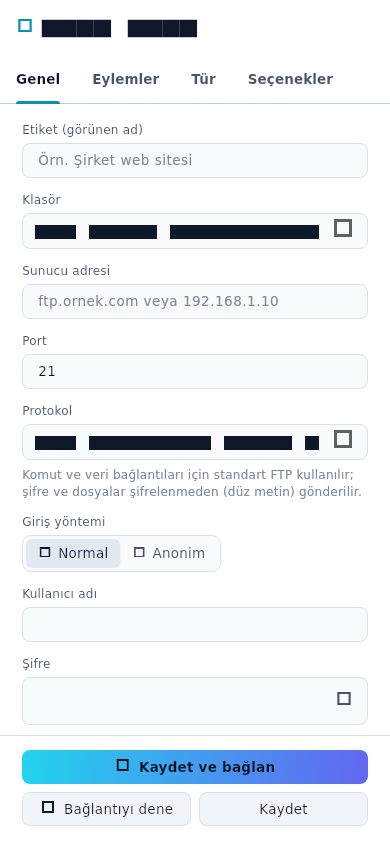 Genel Eylemler Tür Seçenekler
Etiket (görünen ad)
Örn. Şirket web sitesi
Klasör
Sunucu adresi
ftp.ornek.com veya 192.168.1.10
Port
21
Protokol
Komut ve veri bağlantıları için standart FTP kullanılır;
şifre ve dosyalar şifrelenmeden (düz metin) gönderilir.
Giriş yöntemi
Normal Anonim
Kullanıcı adı
Şifre
Kaydet ve bağlan
Bağlantıyı dene Kaydet